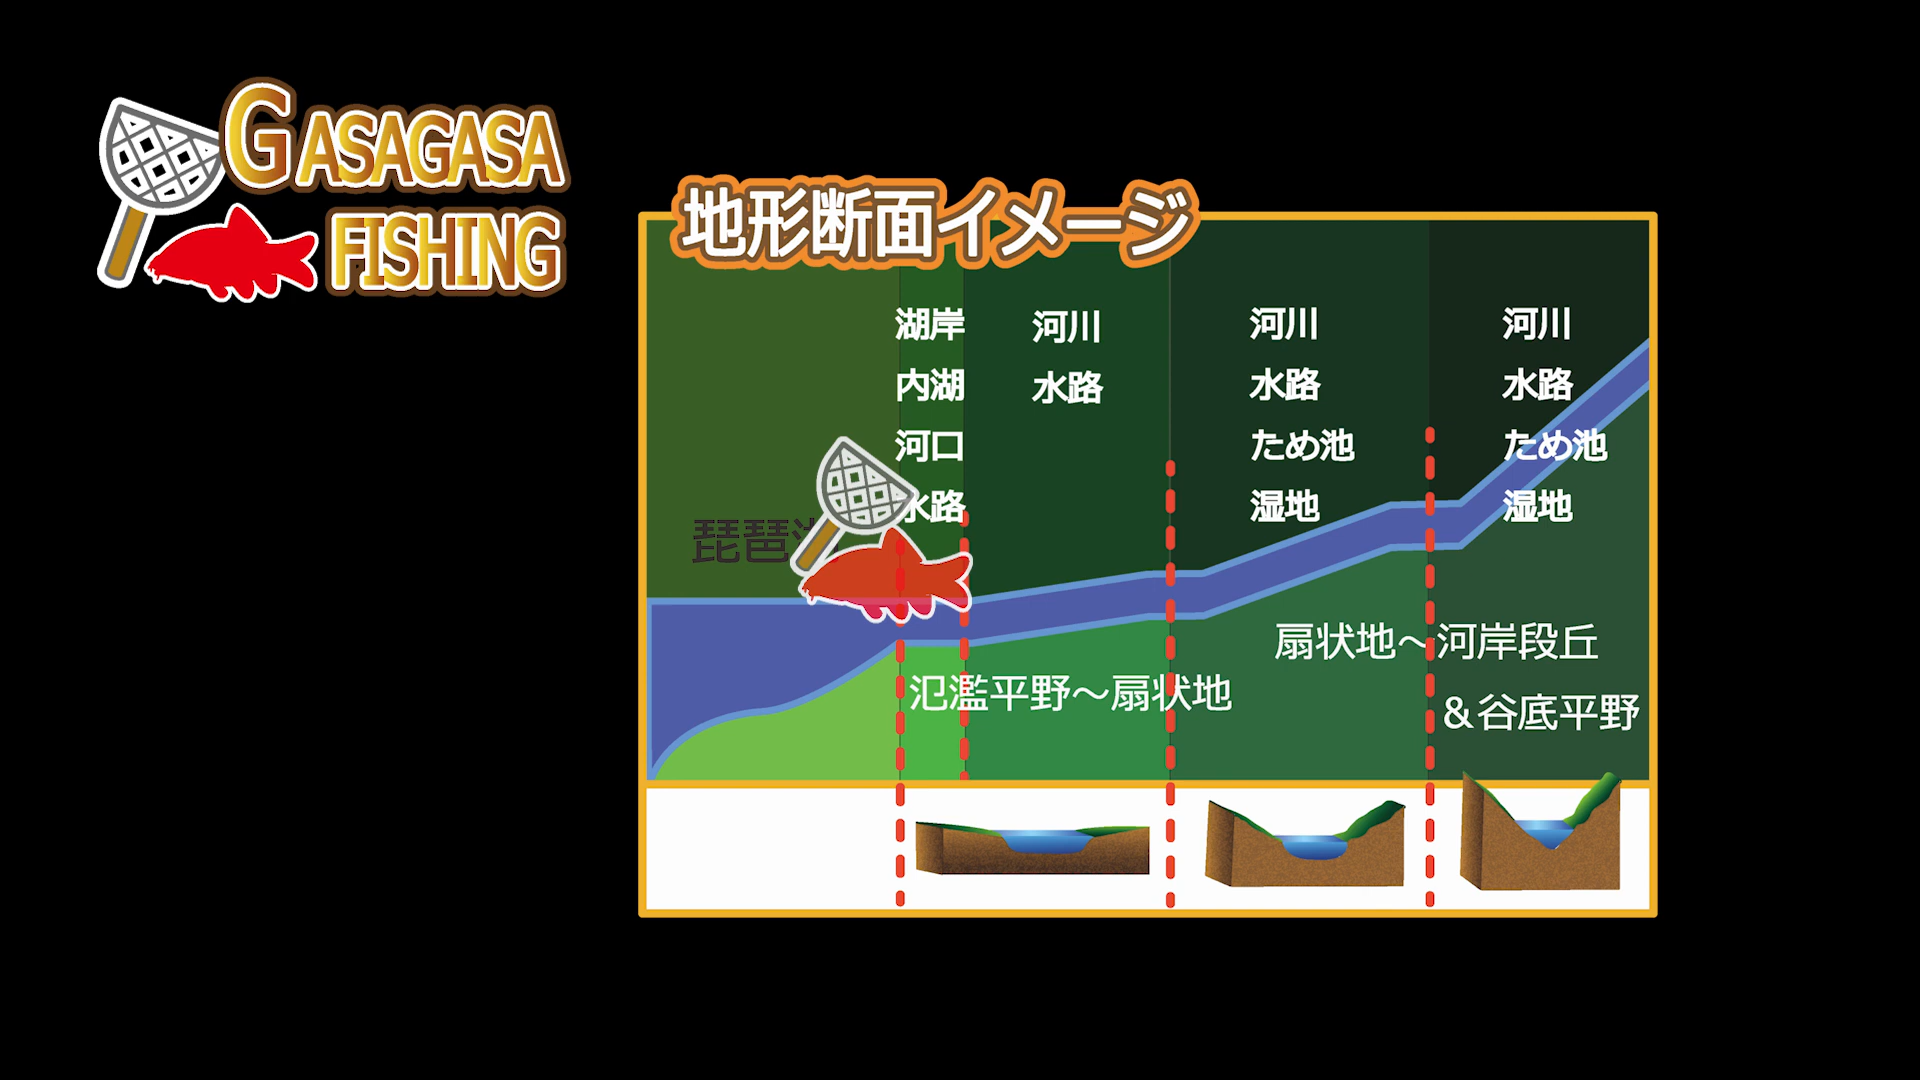 GASAGASA
FISHING
地形断面イメージ
湖岸
内湖
河口
水路
河川
水路
河川
水路
ため池
湿地
河川
水路
ため池
湿地
琵琶湖
氾濫平野～扇状地
扇状地～河岸段丘
＆谷底平野